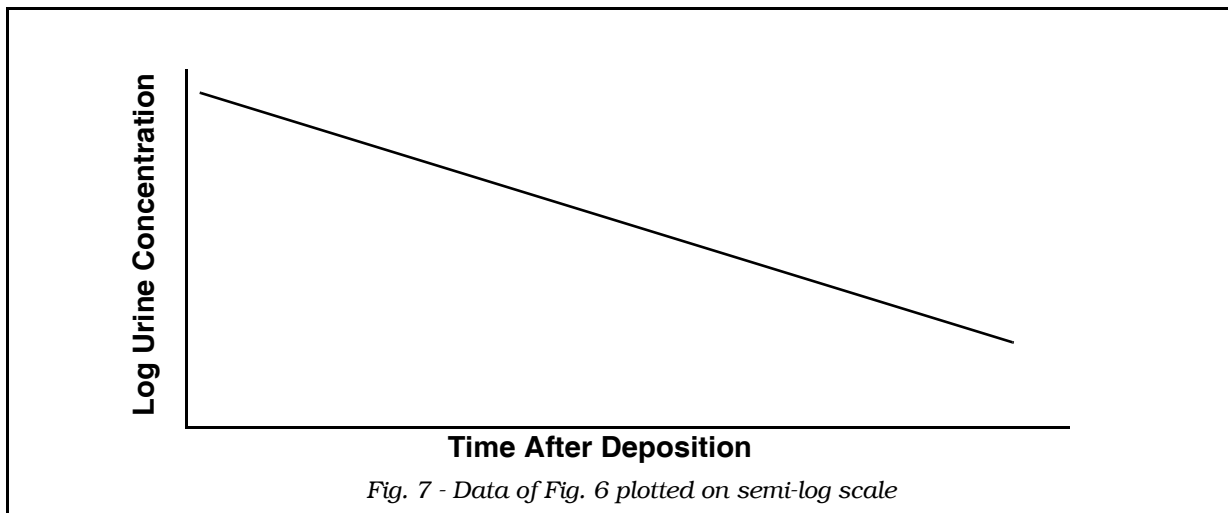 Log Urine Concentration
Time After Deposition
Fig. 7 - Data of Fig. 6 plotted on semi-log scale